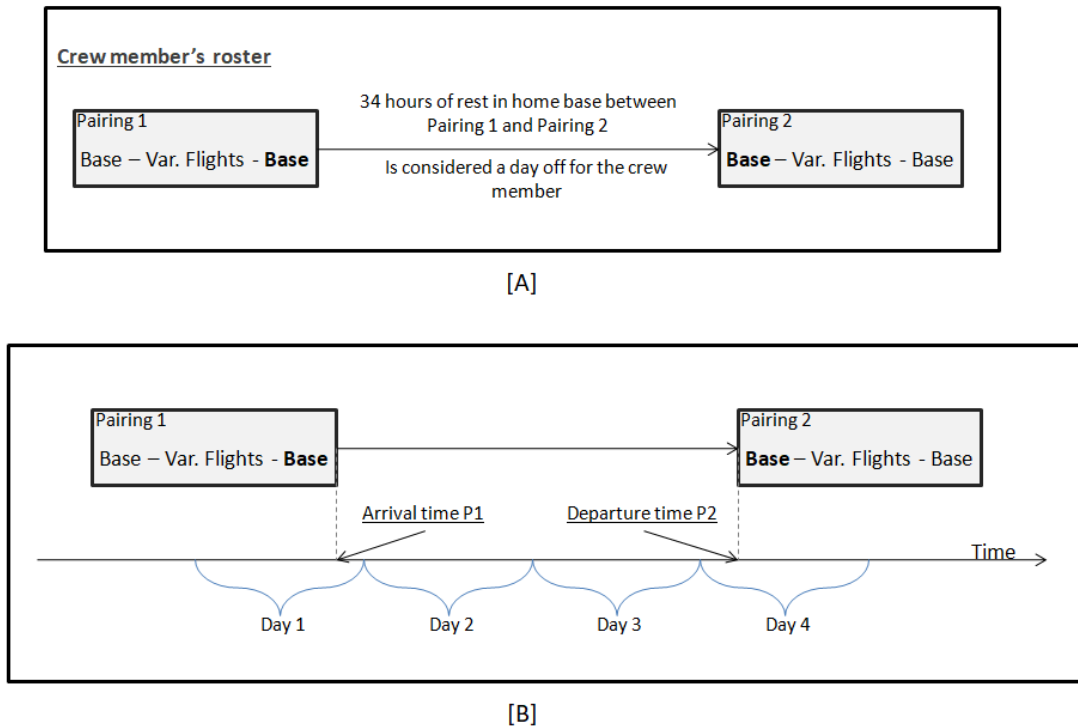 Crew member's roster
Pairing 1
Base – Var. Flights - Base
34 hours of rest in home base between
Pairing 1 and Pairing 2
Is considered a day off for the crew
member
Pairing 2
Base – Var. Flights - Base
[A]
Pairing 1
Base – Var. Flights - Base
Pairing 2
Base – Var. Flights - Base
Arrival time P1
Departure time P2
Time
Day 1
Day 2
Day 3
Day 4
[B]